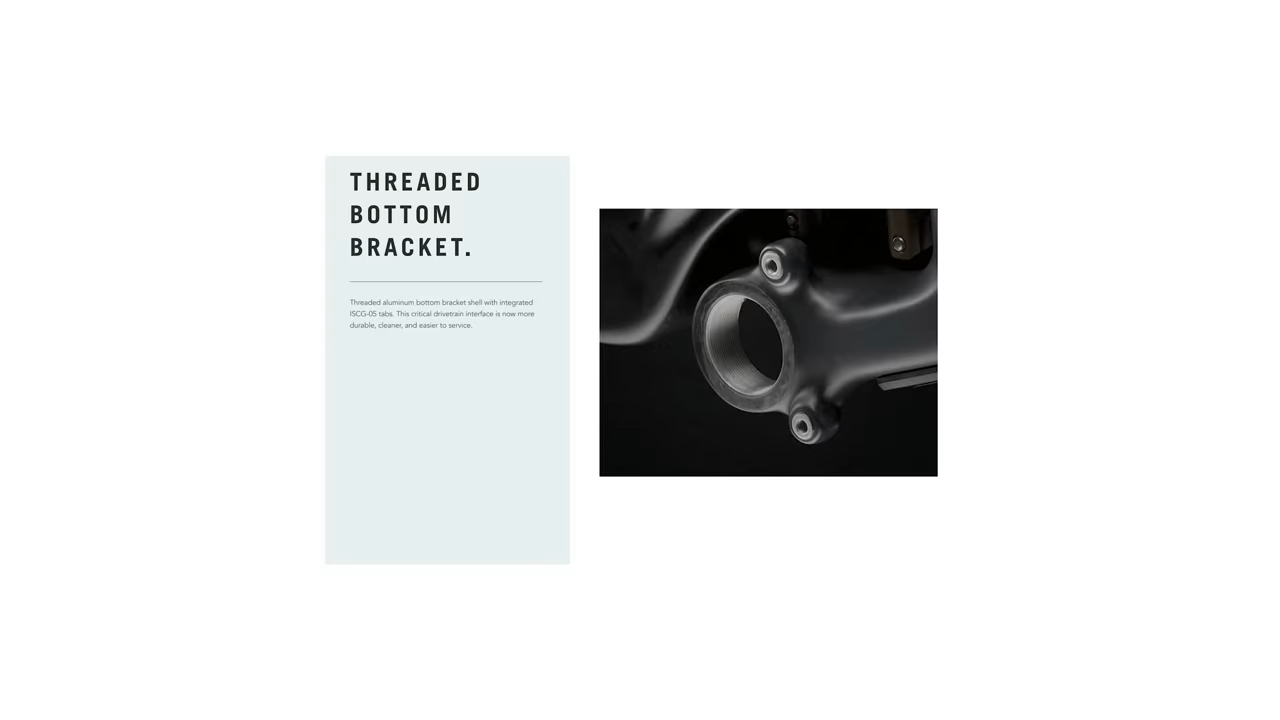 THREADED
BOTTOM
BRACKET.
Threaded aluminum bottom bracket shell with integrated
ISCG-05 tabs. This critical drivetrain interface is now more
durable, cleaner, and easier to service.